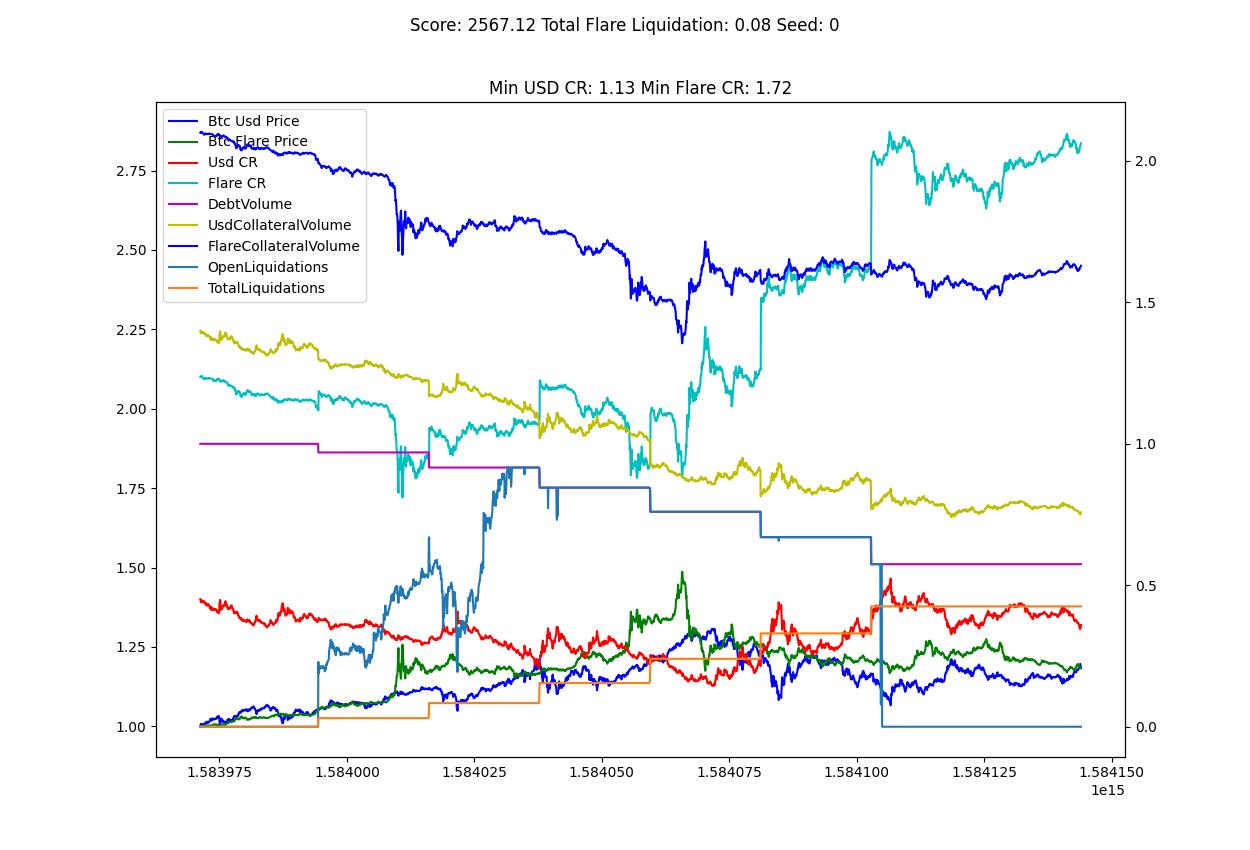 Score: 2567.12 Total Flare Liquidation: 0.08 Seed: 0
Min USD CR: 1.13 Min Flare CR: 1.72
Btc Usd Price
Btc Flare Price
Usd CR
Flare CR
DebtVolume
UsdCollateralVolume
FlareCollateralVolume
OpenLiquidations
TotalLiquidations
2.75
2.50
2.25
2.00
1.75
1.50
1.25
1.00
2.0
1.5
1.0
0.5
0.0
1.583975 1.584000 1.584025 1.584050 1.584075 1.584100 1.584125 1.584150
1e15